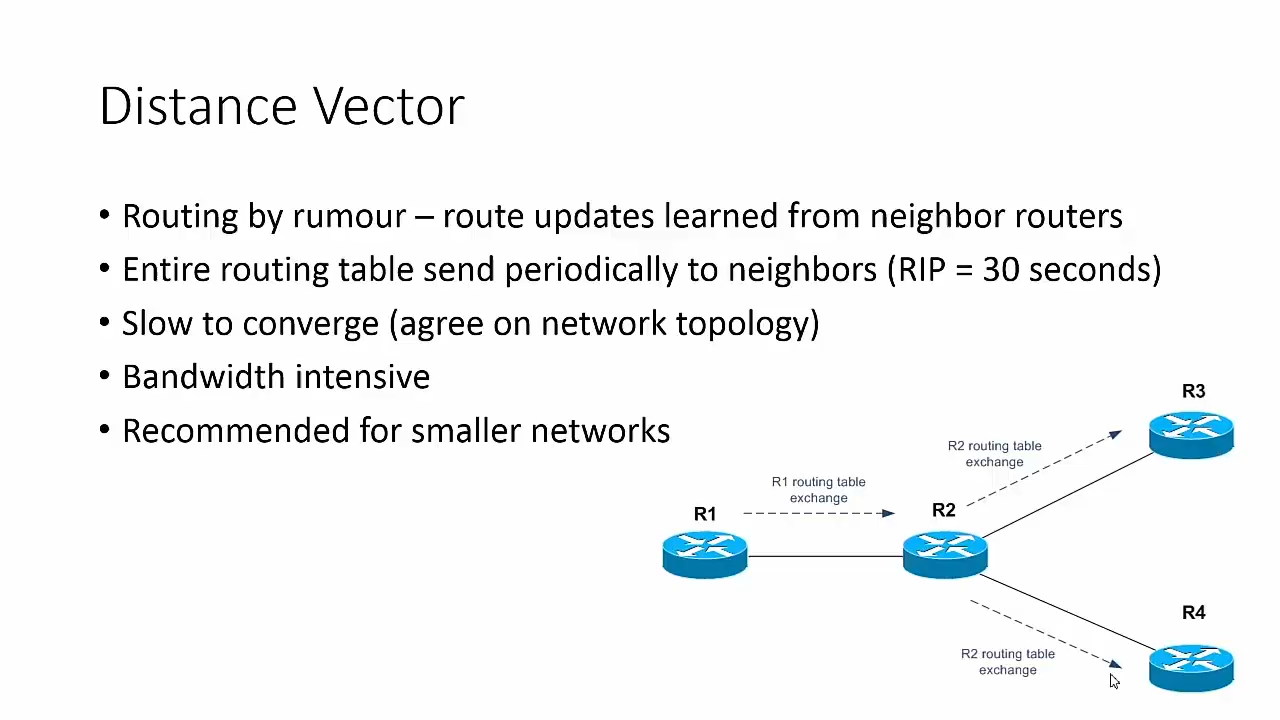 Distance Vector
• Routing by rumour – route updates learned from neighbor routers
• Entire routing table send periodically to neighbors (RIP = 30 seconds)
• Slow to converge (agree on network topology)
• Bandwidth intensive
• Recommended for smaller networks
R3
R2 routing table
exchange
R1 routing table
exchange
R1
R2
R4
R2 routing table
exchange